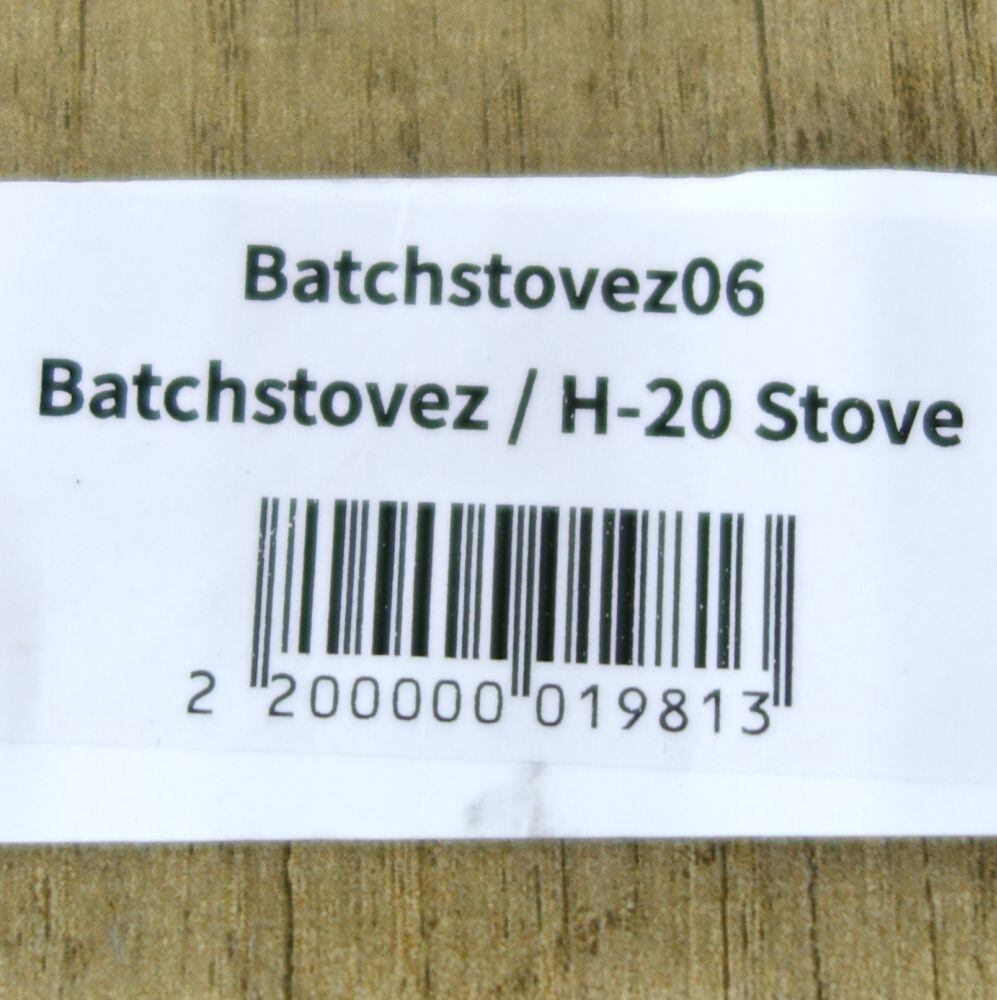 Batchstovez06
Batchstovez / H-20 Stove
2 200000 019813